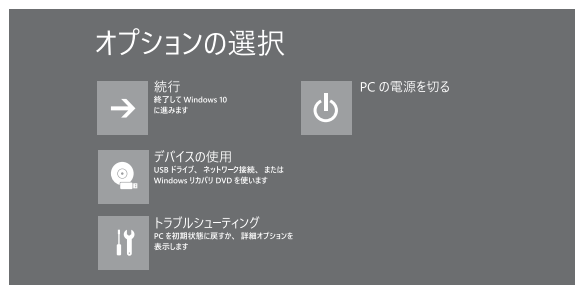 オプションの選択
続行
終了して Windows 10
に進みます
PC の電源を切る
デバイスの使用
USB ドライブ、ネットワーク接続、または
Windows リカバリ DVD を使います
トラブルシューティング
PC を初期状態に戻すか、詳細オプションを
表示します